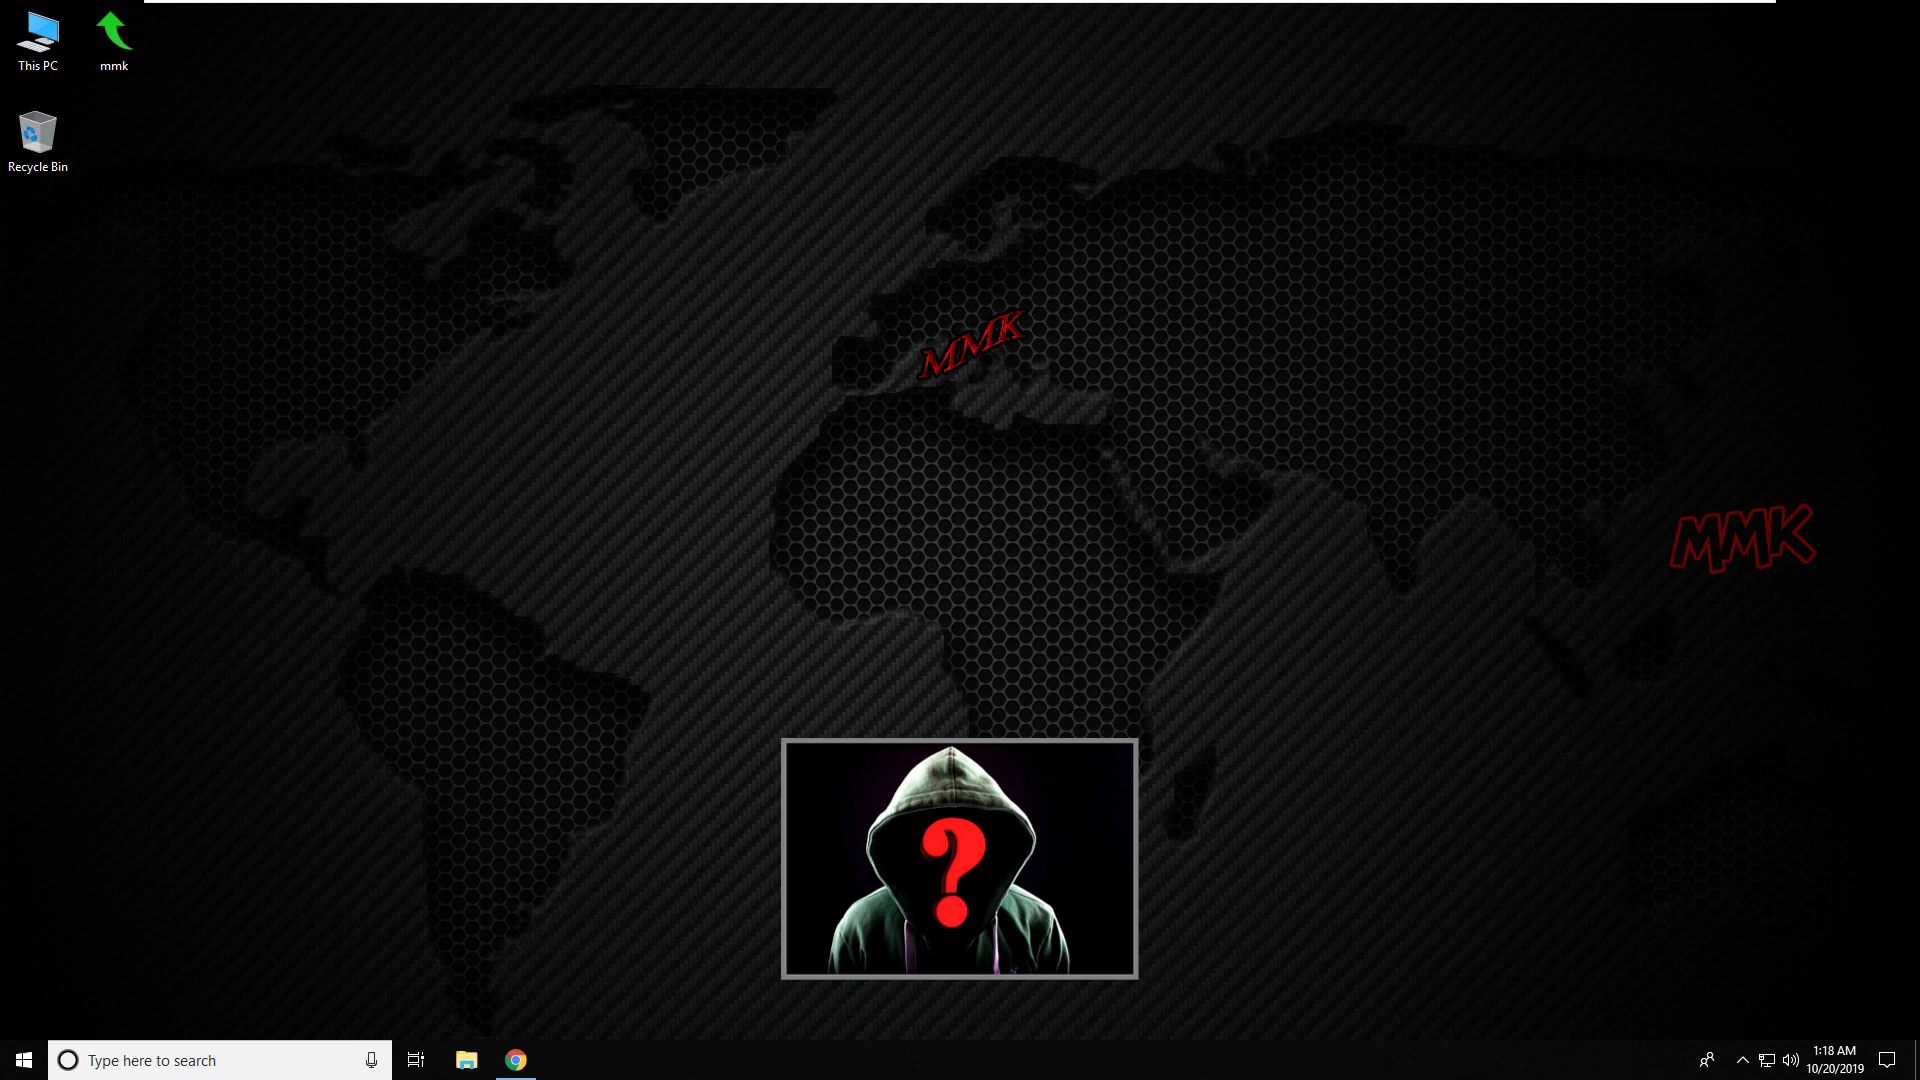 This PC
mmk
Recycle Bin
MMK
MMK
?
Type here to search
1:18 AM
10/20/2019